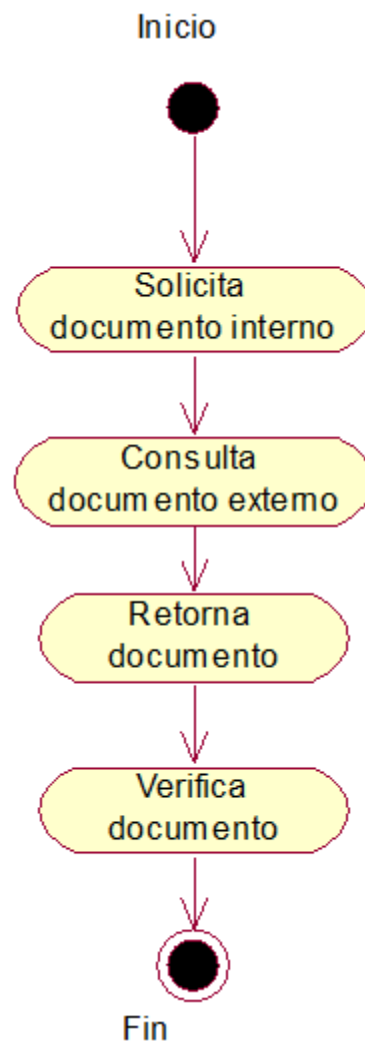 Inicio
Solicita
documento interno
Consulta
documento externo
Retorna
documento
Verifica
documento
Fin